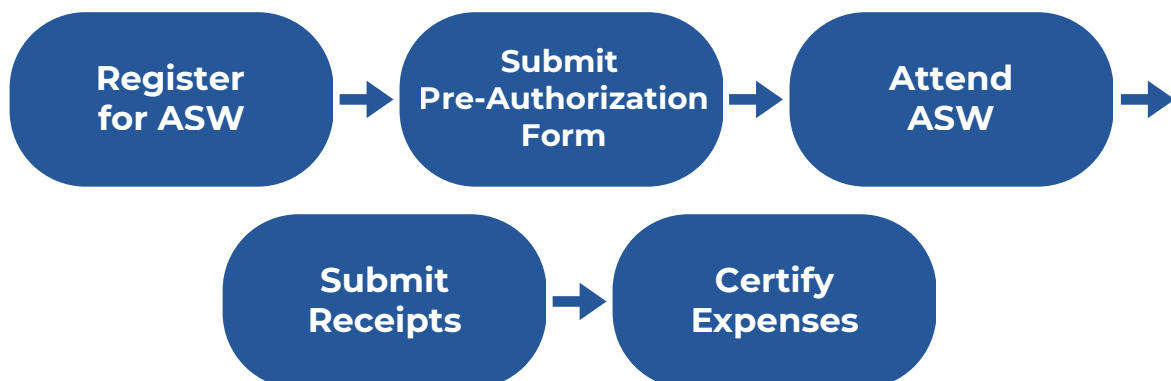 Register
for ASW
Submit
Pre-Authorization
Form
Attend
ASW
Submit
Receipts
Certify
Expenses